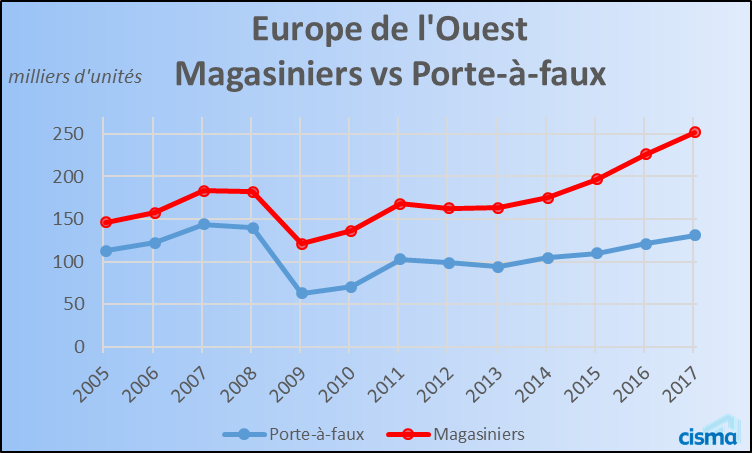 Europe de l'Ouest
Magasiniers vs Porte-à-faux
milliers d'unités
250
200
150
100
50
0
2005 2006 2007 2008 2009 2010 2011 2012 2013 2014 2015 2016 2017
Porte-à-faux Magasiniers
cisma